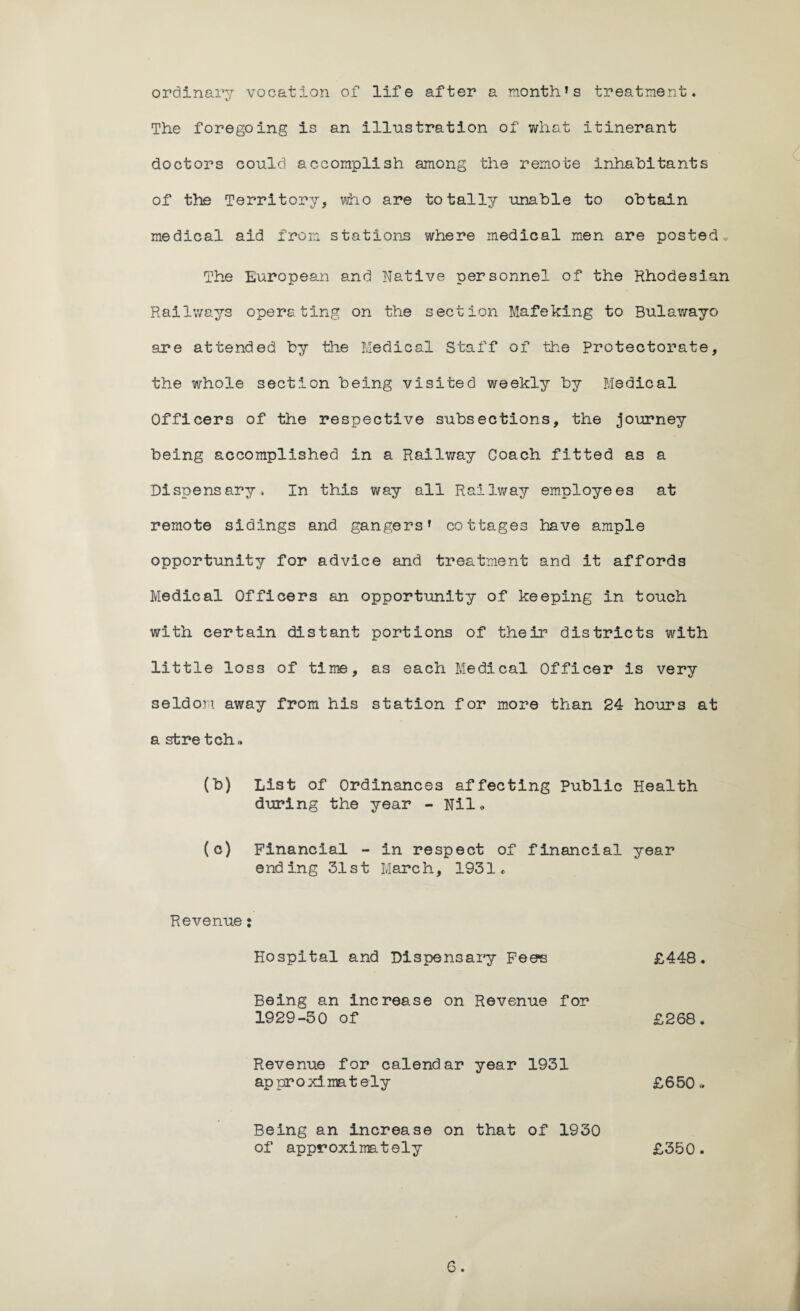 ordinary vocation of life after a month's treatment.
The foregoing is an illustration of what itinerant
doctors could accomplish among the remote inhabitants
of the Territory, who are totally unable to obtain
medical aid from stations where medical men are posted.
The European and Native personnel of the Rhodesian
Railways operating on the section Mafeking to Bulawayo
are attended by the Medical Staff of the Protectorate,
the whole section being visited weekly by Medical
Officers of the respective subsections, the journey
being accomplished in a Railway Coach fitted as a
Dispensary. In this way all Railway employees at
remote sidings and gangers' cottages have ample
opportunity for advice and treatment and it affords
Medical Officers an opportunity of keeping in touch
with certain distant portions of their districts with
little loss of time, as each Medical Officer is very
seldom away from his station for more than 24 hours at
a stretch.
(b) List of Ordinances affecting Public Health
during the year - Nil.
(c) Financial - in respect of financial year
ending 31st March, 1931.
Revenue:
Hospital and Dispensary Fees £448.
Being an increase on Revenue for
1929-30 of £268.
Revenue for calendar year 1931
approximately £650.
Being an increase on that of 1930
of approximately £350.
6.